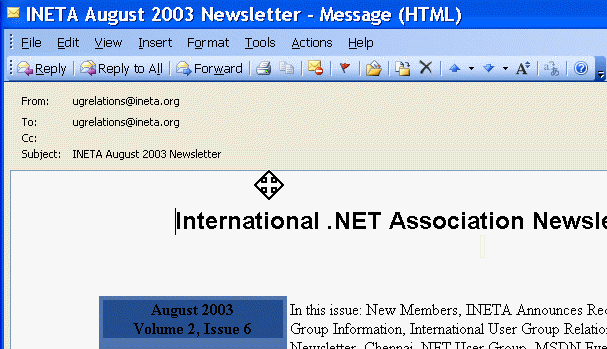 INETA August 2003 Newsletter - Message (HTML)
File Edit View Insert Format Tools Actions Help
Reply Reply to All Forward
From: ugrelations@ineta.org
To: ugrelations@ineta.org
Cc:
Subject: INETA August 2003 Newsletter
International .NET Association Newsle
August 2003
Volume 2, Issue 6
In this issue: New Members, INETA Announces Rec
Group Information, International User Group Relation
Newsletter, Chennai .NET User Group, MSDN Eve